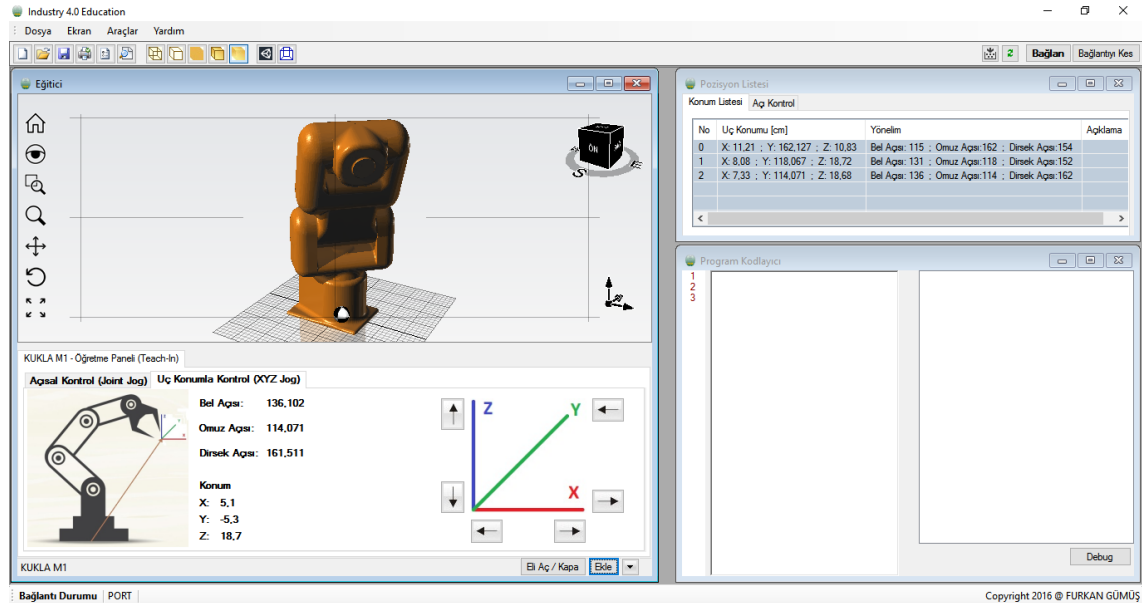 Industry 4.0 Education
Dosya Ekran Araçlar Yardım
Bağlan Bağlantıyı Kes
Eğitici
ÖN
S
E
KUKLA M1 - Öğretme Paneli (Teach-In)
Açısal Kontrol (Joint Jog) Uç Konumla Kontrol (XYZ Jog)
Bel Açısı: 136,102
Omuz Açısı: 114,071
Dirsek Açısı: 161,511
Konum
X: 5,1
Y: -5,3
Z: 18,7
Z
Y
X
KUKLA M1
Eli Aç / Kapa Ekle
Pozisyon Listesi
Konum Listesi Açı Kontrol
No Uç Konumu [cm] Yönelim Açıklama
0 X: 11,21 ; Y: 162,127 ; Z: 10,83 Bel Açısı: 115 ; Omuz Açısı:162 ; Dirsek Açısı:154
1 X: 8,08 ; Y: 118,067 ; Z: 18,72 Bel Açısı: 131 ; Omuz Açısı:118 ; Dirsek Açısı:152
2 X: 7,33 ; Y: 114,071 ; Z: 18,68 Bel Açısı: 136 ; Omuz Açısı:114 ; Dirsek Açısı:162
Program Kodlayıcı
1
2
3
Debug
Bağlantı Durumu PORT
Copyright 2016 @ FURKAN GÜMÜŞ